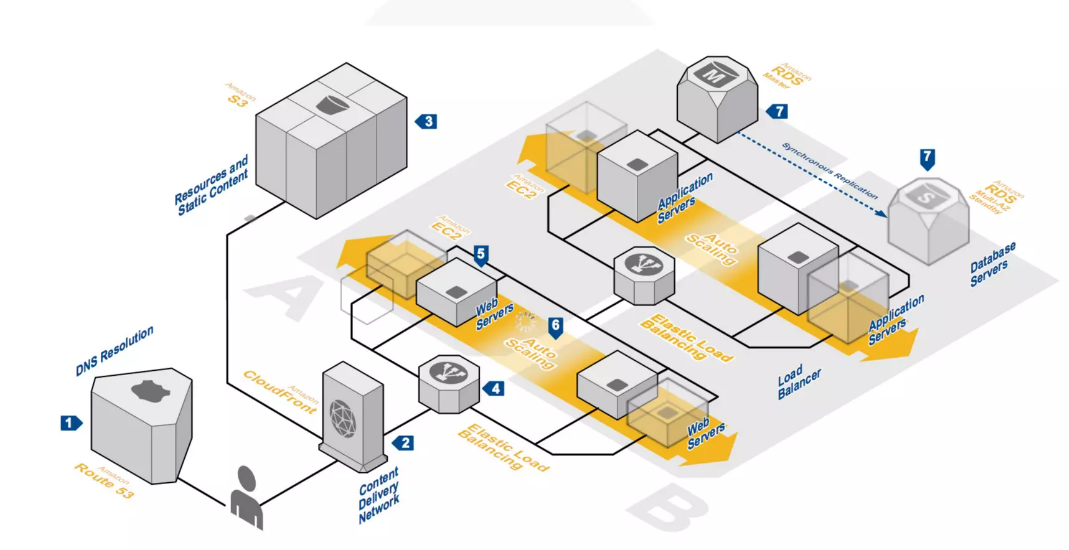 Amazon
S3
3
Resources and
Static Content
Amazon
RDS
Master
M
7
Synchronous Replication
7
Amazon
RDS
Multi-AZ
Standby
S
Database
Servers
Amazon
EC2
Application
Servers
Auto
Scaling
Application
Servers
Elastic Load
Balancing
Load
Balancer
Amazon
EC2
5
Web
Servers
6
Auto
Scaling
Web
Servers
4
Elastic Load
Balancing
A
B
DNS Resolution
1
Amazon
Route 53
Amazon
CloudFront
2
Content
Delivery
Network